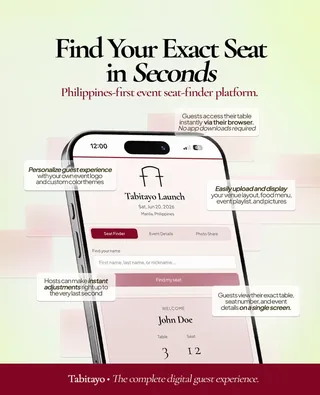 Find Your Exact Seat
in Seconds
Philippines-first event seat-finder platform.
Guests access their table
instantly via their browser.
No app downloads required
12:00
Personalize guest experience
with your own event logo
and custom color themes
Tabitayo Launch
Sat, Jun 20, 2026
Manila, Philippines
Easily upload and display
your venue layout, food menu,
event playlist, and pictures
Seat Finder
Event Details
Photo Share
Find your name
First name, last name, or nickname...
Find my seat
Hosts can make instant
adjustments right up to
the very last second
WELCOME
John Doe
Table
Seat
3
12
Guests view their exact table,
seat number, and event
details on a single screen.
Tabitayo • The complete digital guest experience.